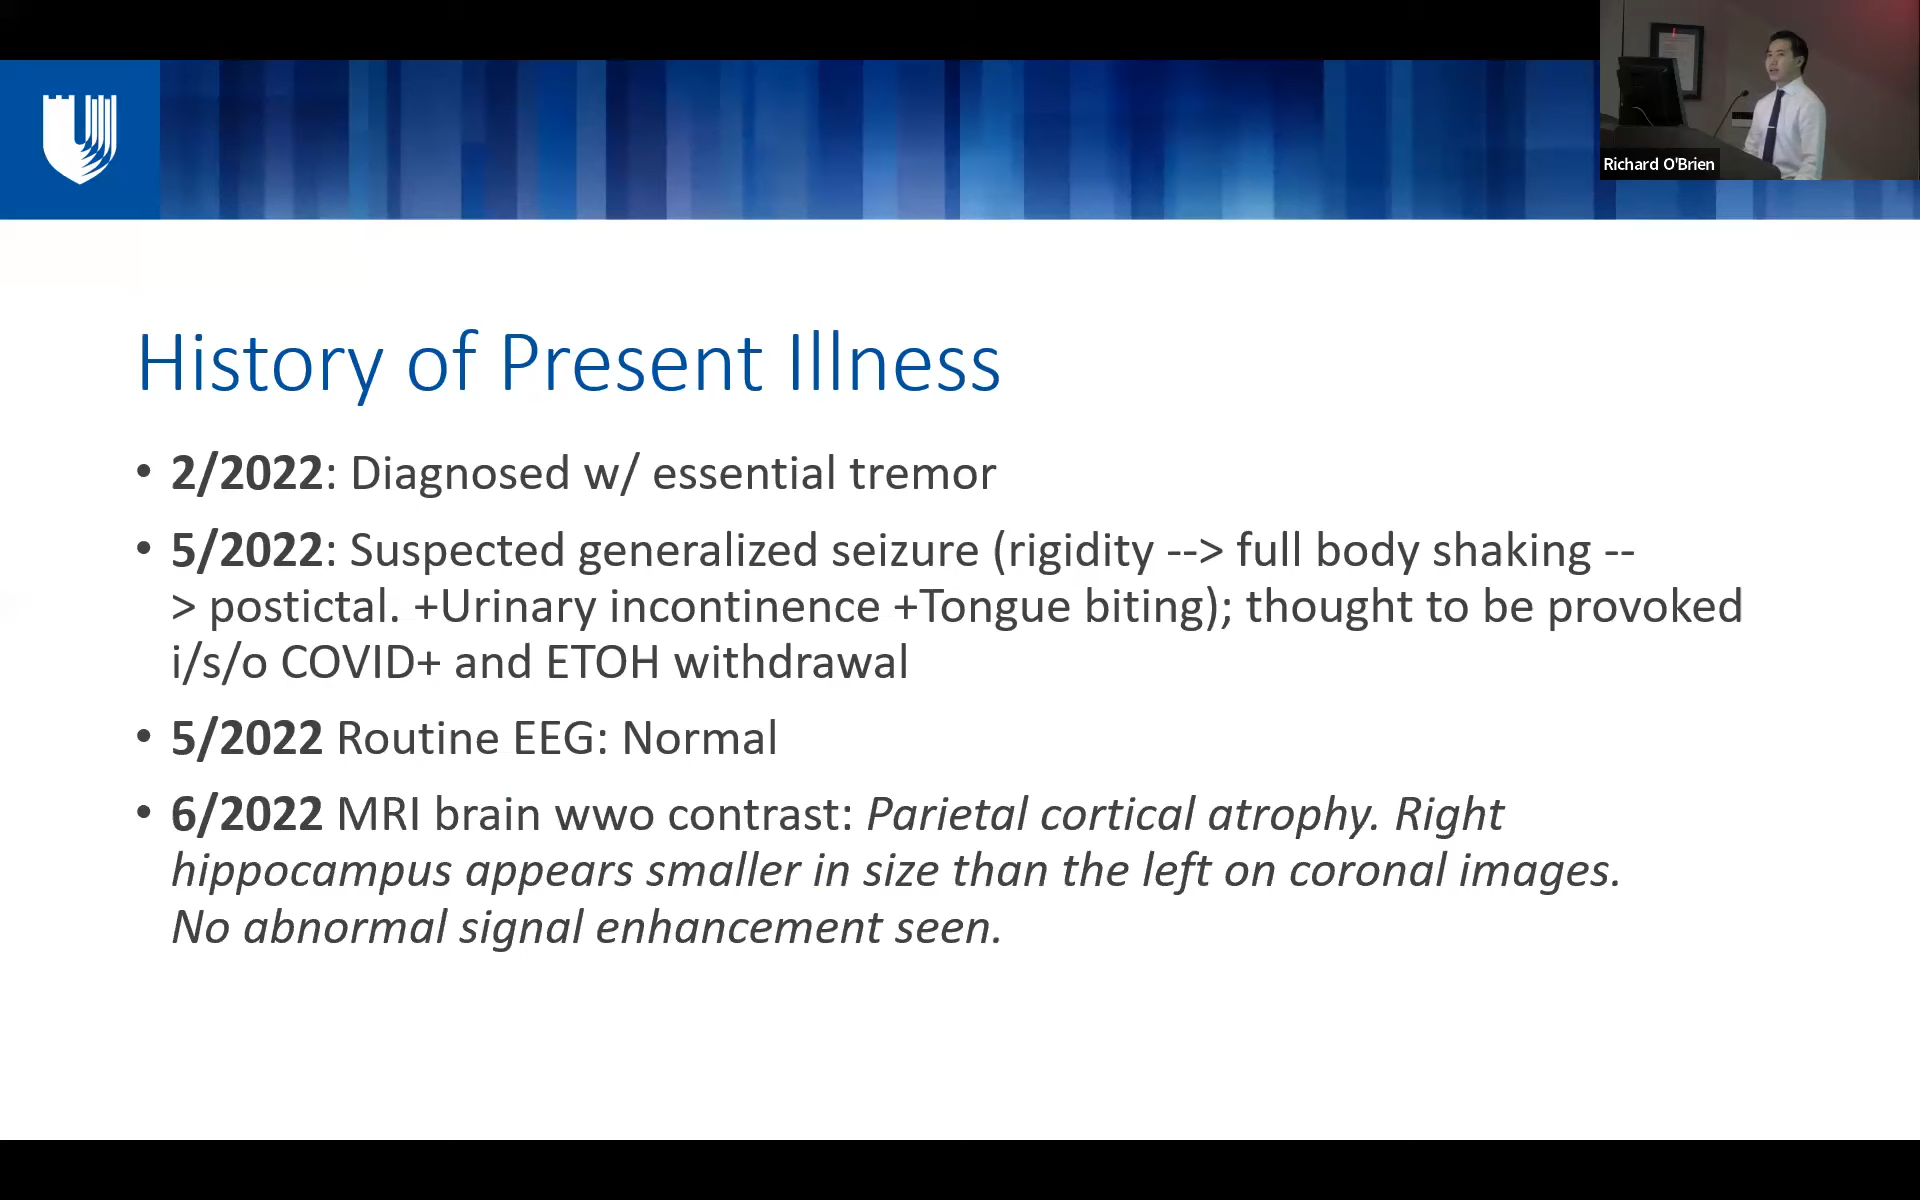 Richard O'Brien
History of Present Illness
• 2/2022: Diagnosed w/ essential tremor
• 5/2022: Suspected generalized seizure (rigidity --> full body shaking --
> postictal. +Urinary incontinence +Tongue biting); thought to be provoked
i/s/o COVID+ and ETOH withdrawal
• 5/2022 Routine EEG: Normal
• 6/2022 MRI brain wwo contrast: Parietal cortical atrophy. Right
hippocampus appears smaller in size than the left on coronal images.
No abnormal signal enhancement seen.